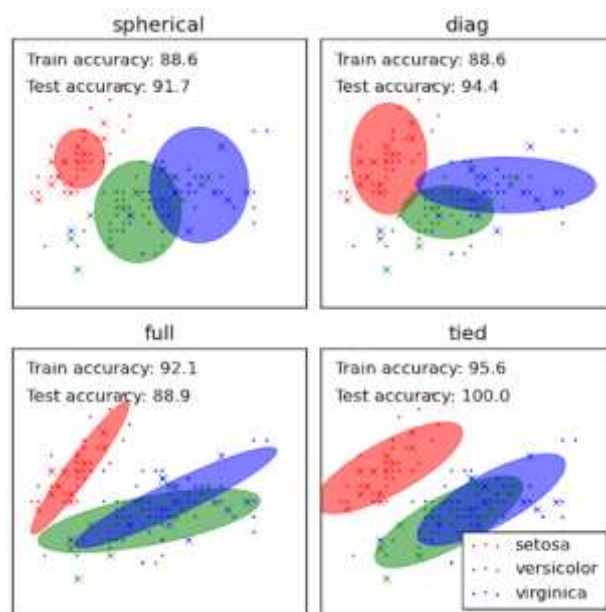 spherical
Train accuracy: 88.6
Test accuracy: 91.7
diag
Train accuracy: 88.6
Test accuracy: 94.4
full
Train accuracy: 92.1
Test accuracy: 88.9
tied
Train accuracy: 95.6
Test accuracy: 100.0
setosa
versicolor
virginica